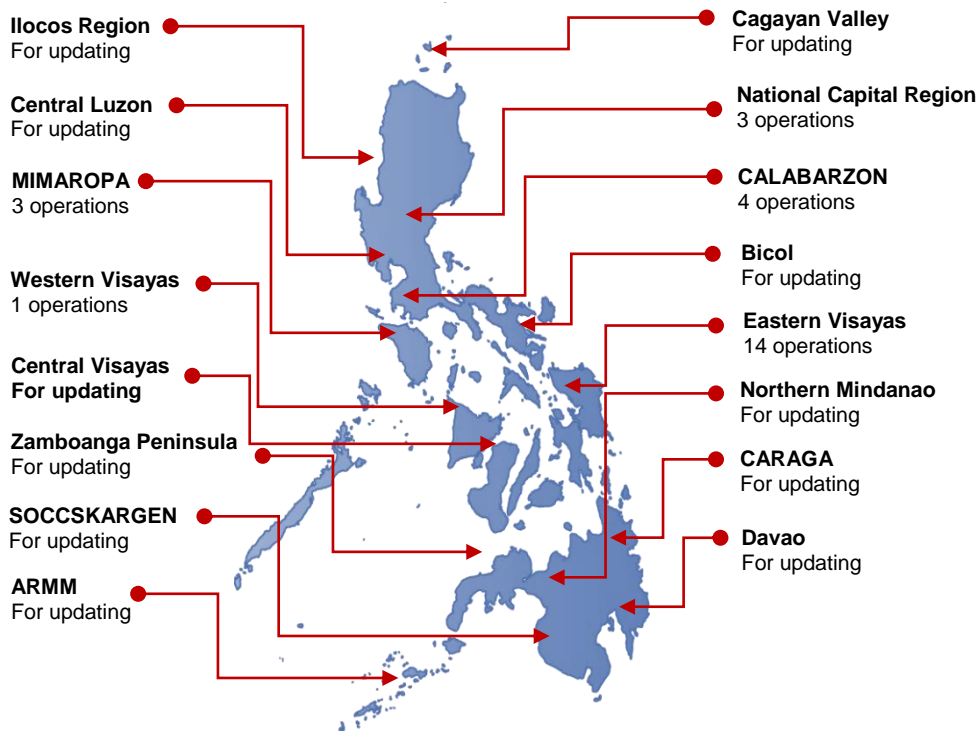 Ilocos Region
For updating
Central Luzon
For updating
MIMAROPA
3 operations
Western Visayas
1 operations
Central Visayas
For updating
Zamboanga Peninsula
For updating
SOCCSKARGEN
For updating
ARMM
For updating
Cagayan Valley
For updating
National Capital Region
3 operations
CALABARZON
4 operations
Bicol
For updating
Eastern Visayas
14 operations
Northern Mindanao
For updating
CARAGA
For updating
Davao
For updating